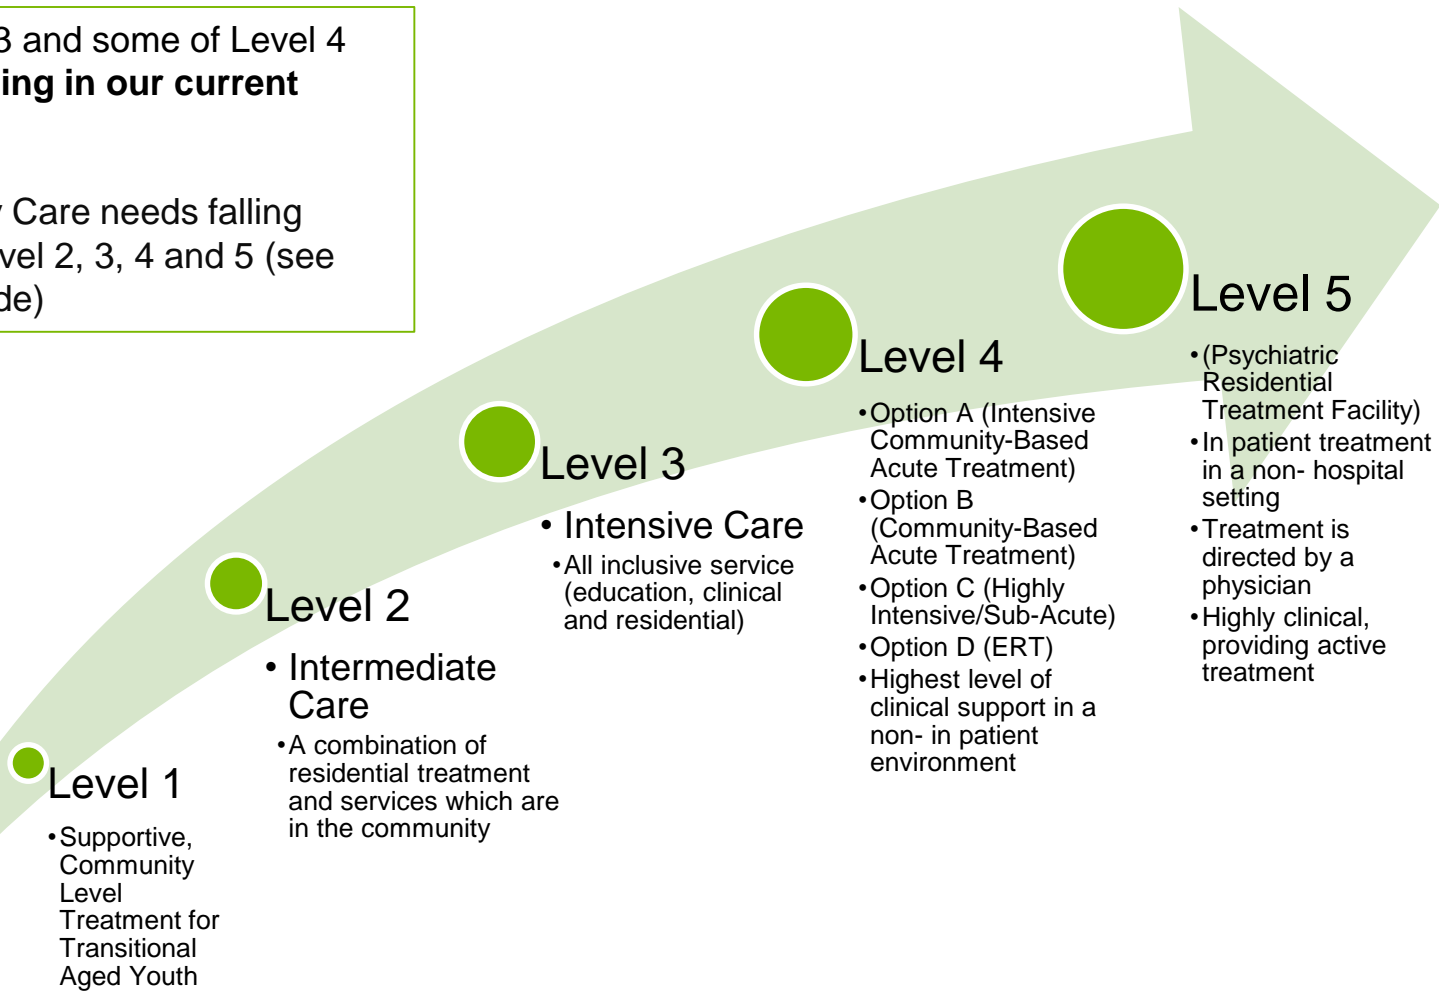 3 and some of Level 4
ing in our current
Care needs falling
vel 2, 3, 4 and 5 (see
de)
Level 1
•Supportive,
Community
Level
Treatment for
Transitional
Aged Youth
Level 2
• Intermediate
Care
•A combination of
residential treatment
and services which are
in the community
Level 3
• Intensive Care
•All inclusive service
(education, clinical
and residential)
Level 4
•Option A (Intensive
Community-Based
Acute Treatment)
•Option B
(Community-Based
Acute Treatment)
•Option C (Highly
Intensive/Sub-Acute)
•Option D (ERT)
•Highest level of
clinical support in a
non- in patient
environment
Level 5
•(Psychiatric
Residential
Treatment Facility)
•In patient treatment
in a non- hospital
setting
•Treatment is
directed by a
physician
•Highly clinical,
providing active
treatment